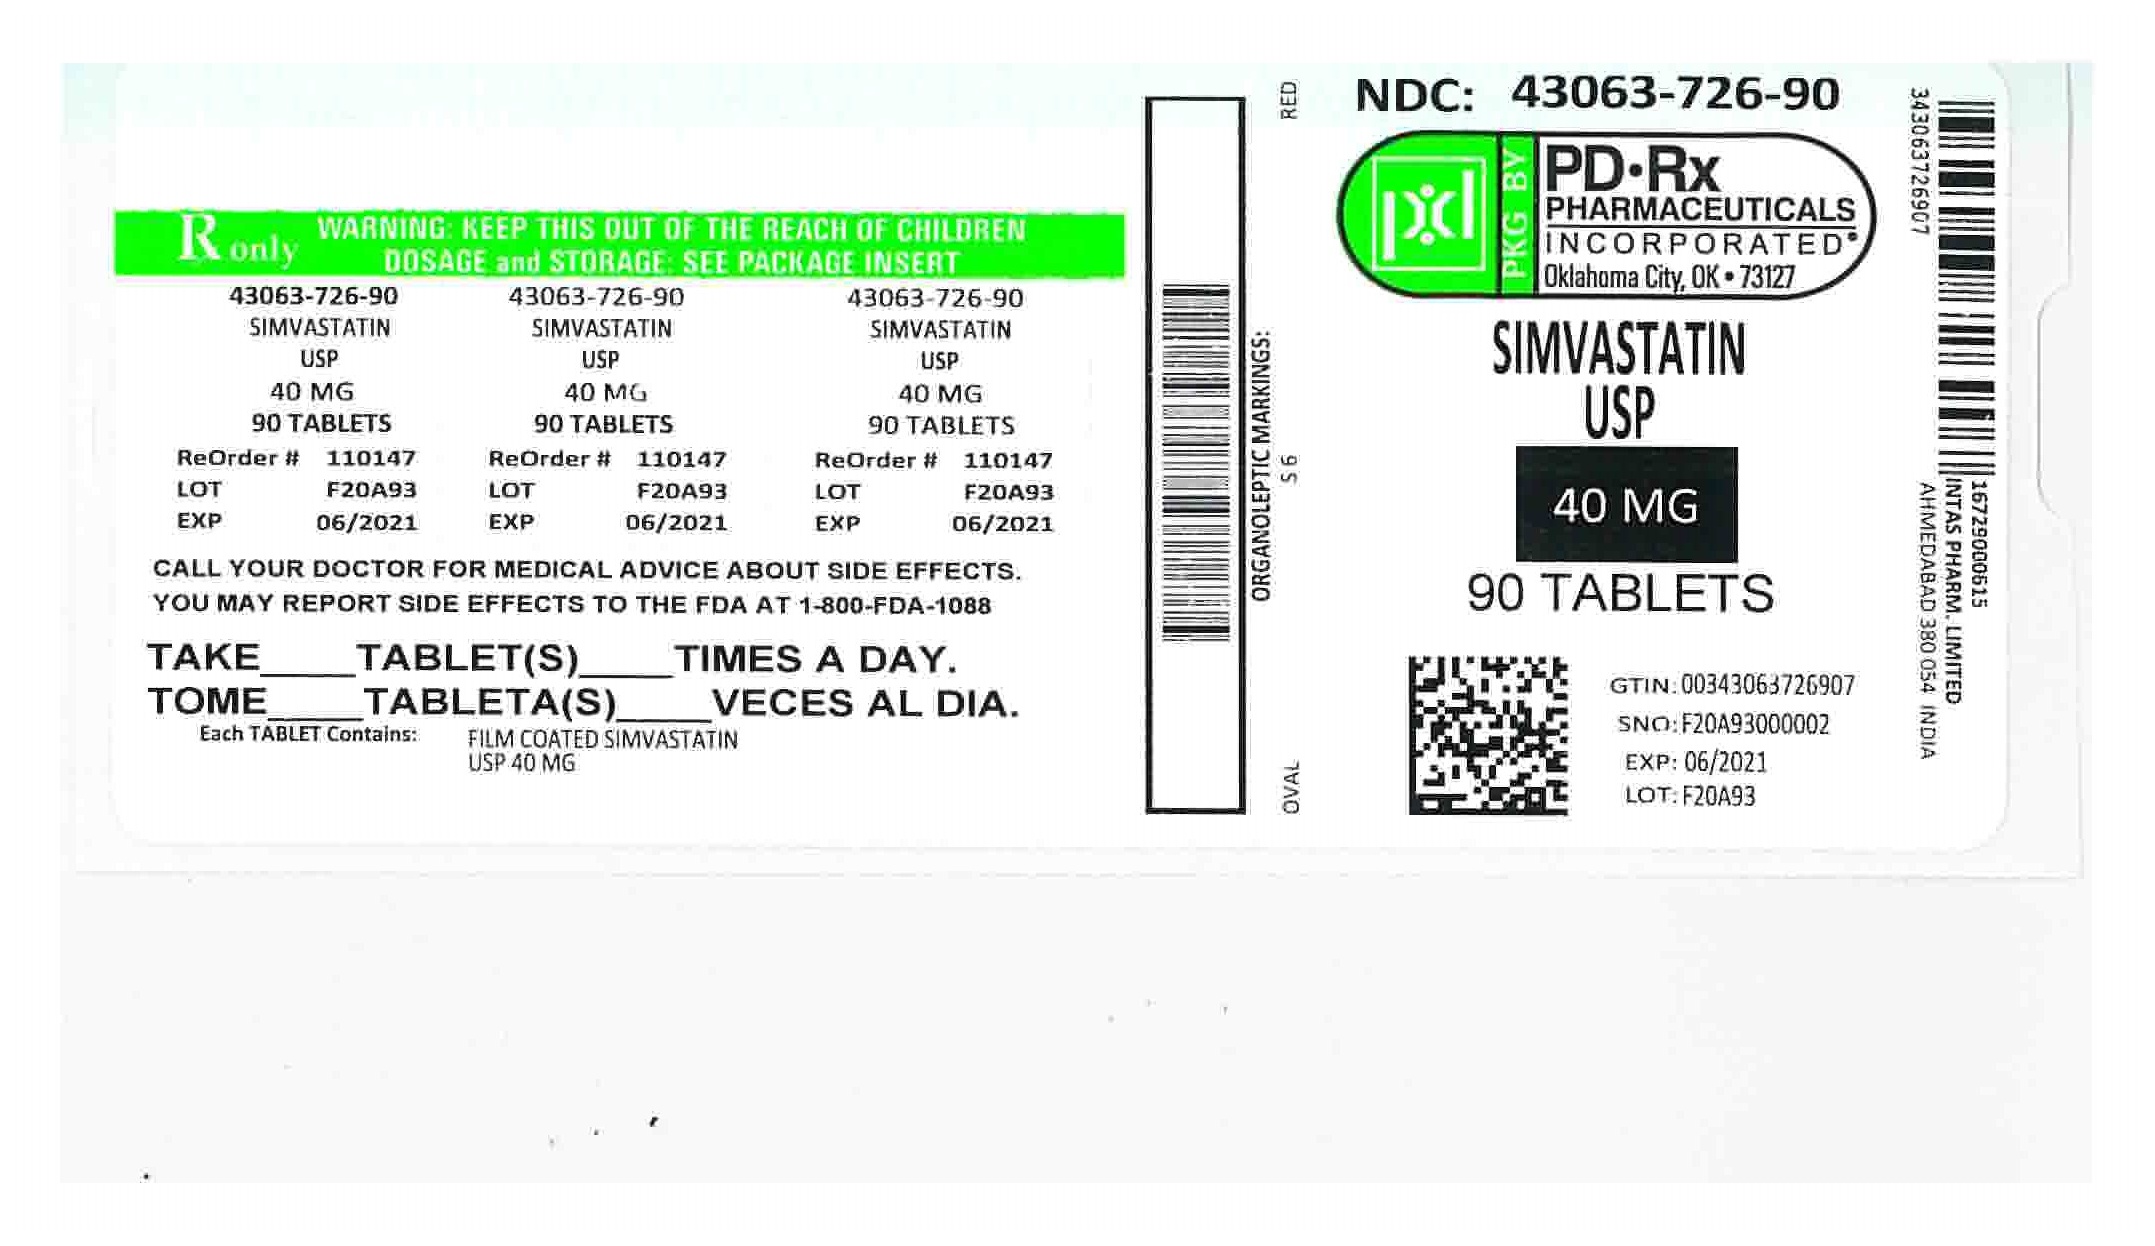 R only
WARNING: KEEP THIS OUT OF THE REACH OF CHILDREN
DOSAGE and STORAGE: SEE PACKAGE INSERT
43063-726-90 43063-726-90 43063-726-90
SIMVASTATIN SIMVASTATIN SIMVASTATIN
USP USP USP
40 MG 40 MG 40 MG
90 TABLETS 90 TABLETS 90 TABLETS
ReOrder # 110147 ReOrder # 110147 ReOrder # 110147
LOT F20A93 LOT F20A93 LOT F20A93
EXP 06/2021 EXP 06/2021 EXP 06/2021
CALL YOUR DOCTOR FOR MEDICAL ADVICE ABOUT SIDE EFFECTS.
YOU MAY REPORT SIDE EFFECTS TO THE FDA AT 1-800-FDA-1088
TAKE____TABLET(S)____TIMES A DAY.
TOME____TABLETA(S)____VECES AL DIA.
Each TABLET Contains: FILM COATED SIMVASTATIN
USP 40 MG
ORGANOLEPTIC MARKINGS:
OVAL S 6 RED
NDC: 43063-726-90
PKG BY
PD•Rx
PHARMACEUTICALS
INCORPORATED®
Oklahoma City, OK • 73127
SIMVASTATIN
USP
40 MG
90 TABLETS
GTIN: 00343063726907
SNO: F20A93000002
EXP: 06/2021
LOT: F20A93
343063726907
16729000615
INTAS PHARM. LIMITED
AHMEDABAD 380 054 INDIA